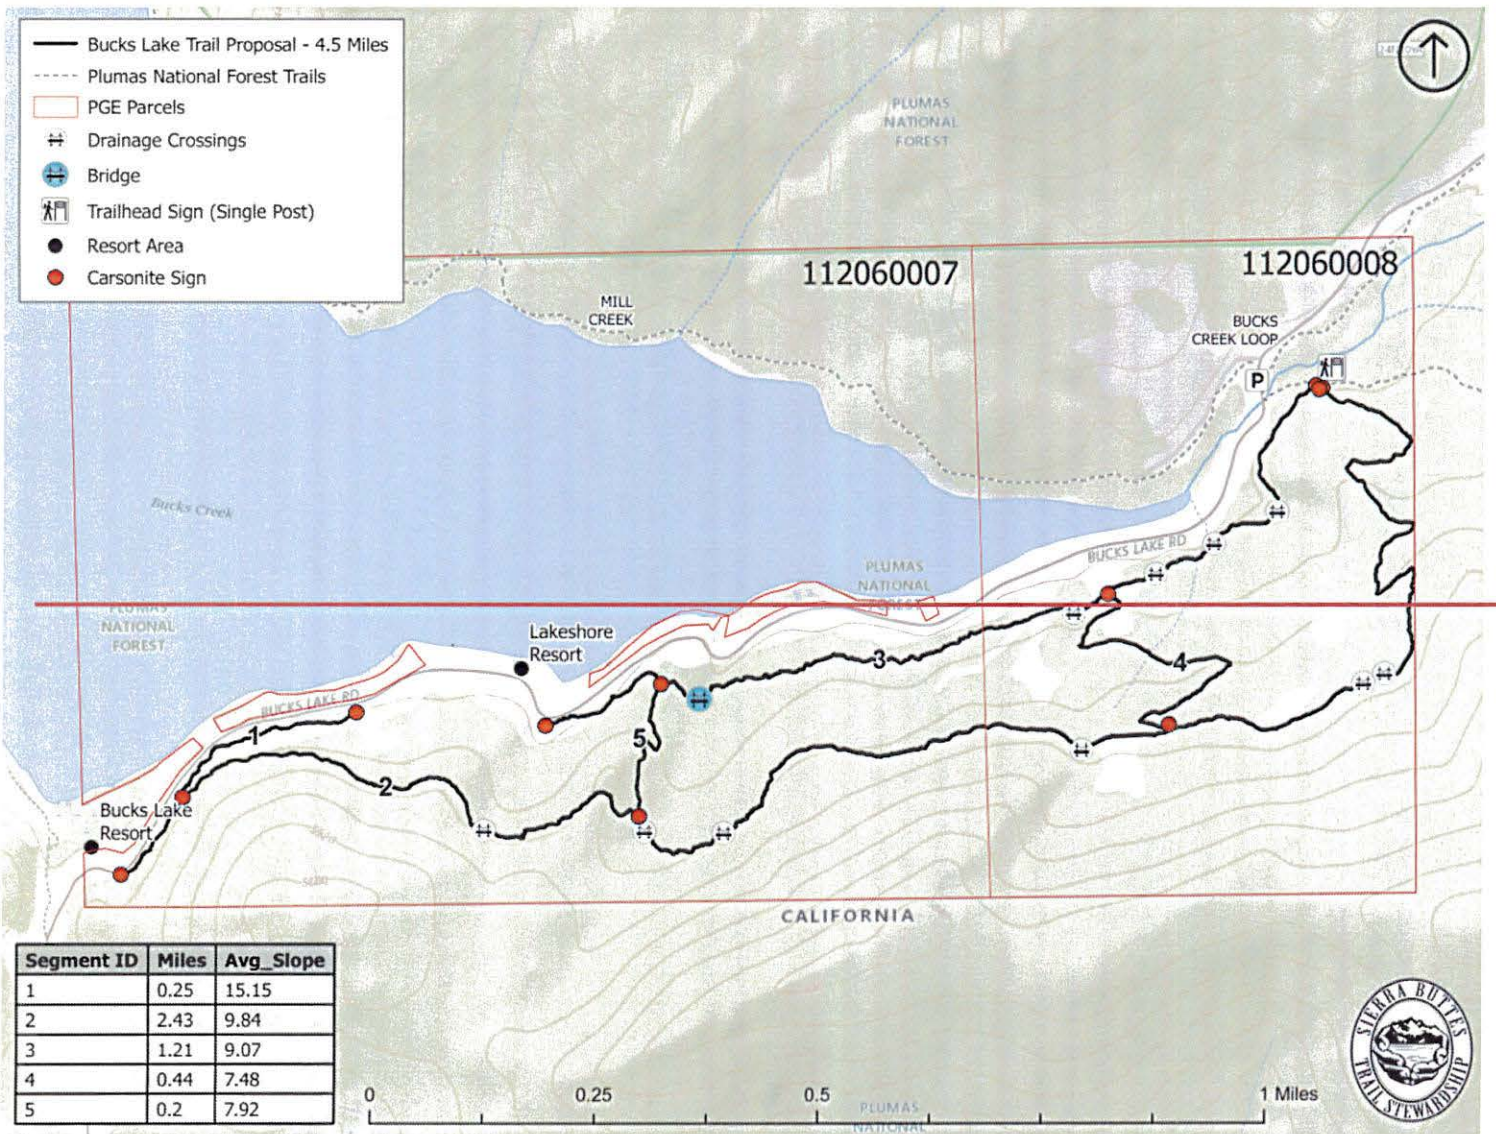 Bucks Lake Trail Proposal - 4.5 Miles
Plumas National Forest Trails
PGE Parcels
Drainage Crossings
Bridge
Trailhead Sign (Single Post)
Resort Area
Carsonite Sign
PLUMAS
NATIONAL
FOREST
112060007
112060008
MILL
CREEK
BUCKS
CREEK LOOP
P
Bucks Creek
BUCKS LAKE RD
PLUMAS
NATIONAL
FOREST
PLUMAS
NATIONAL
FOREST
Lakeshore
Resort
3
4
BUCKS LAKE RD
1
5
2
Bucks Lake
Resort
CALIFORNIA
Segment ID Miles Avg_Slope
1 0.25 15.15
2 2.43 9.84
3 1.21 9.07
4 0.44 7.48
5 0.2 7.92
0 0.25 0.5 1 Miles
PLUMAS
NATIONAL
SIERRA BUTTES
TRAIL STEWARDSHIP